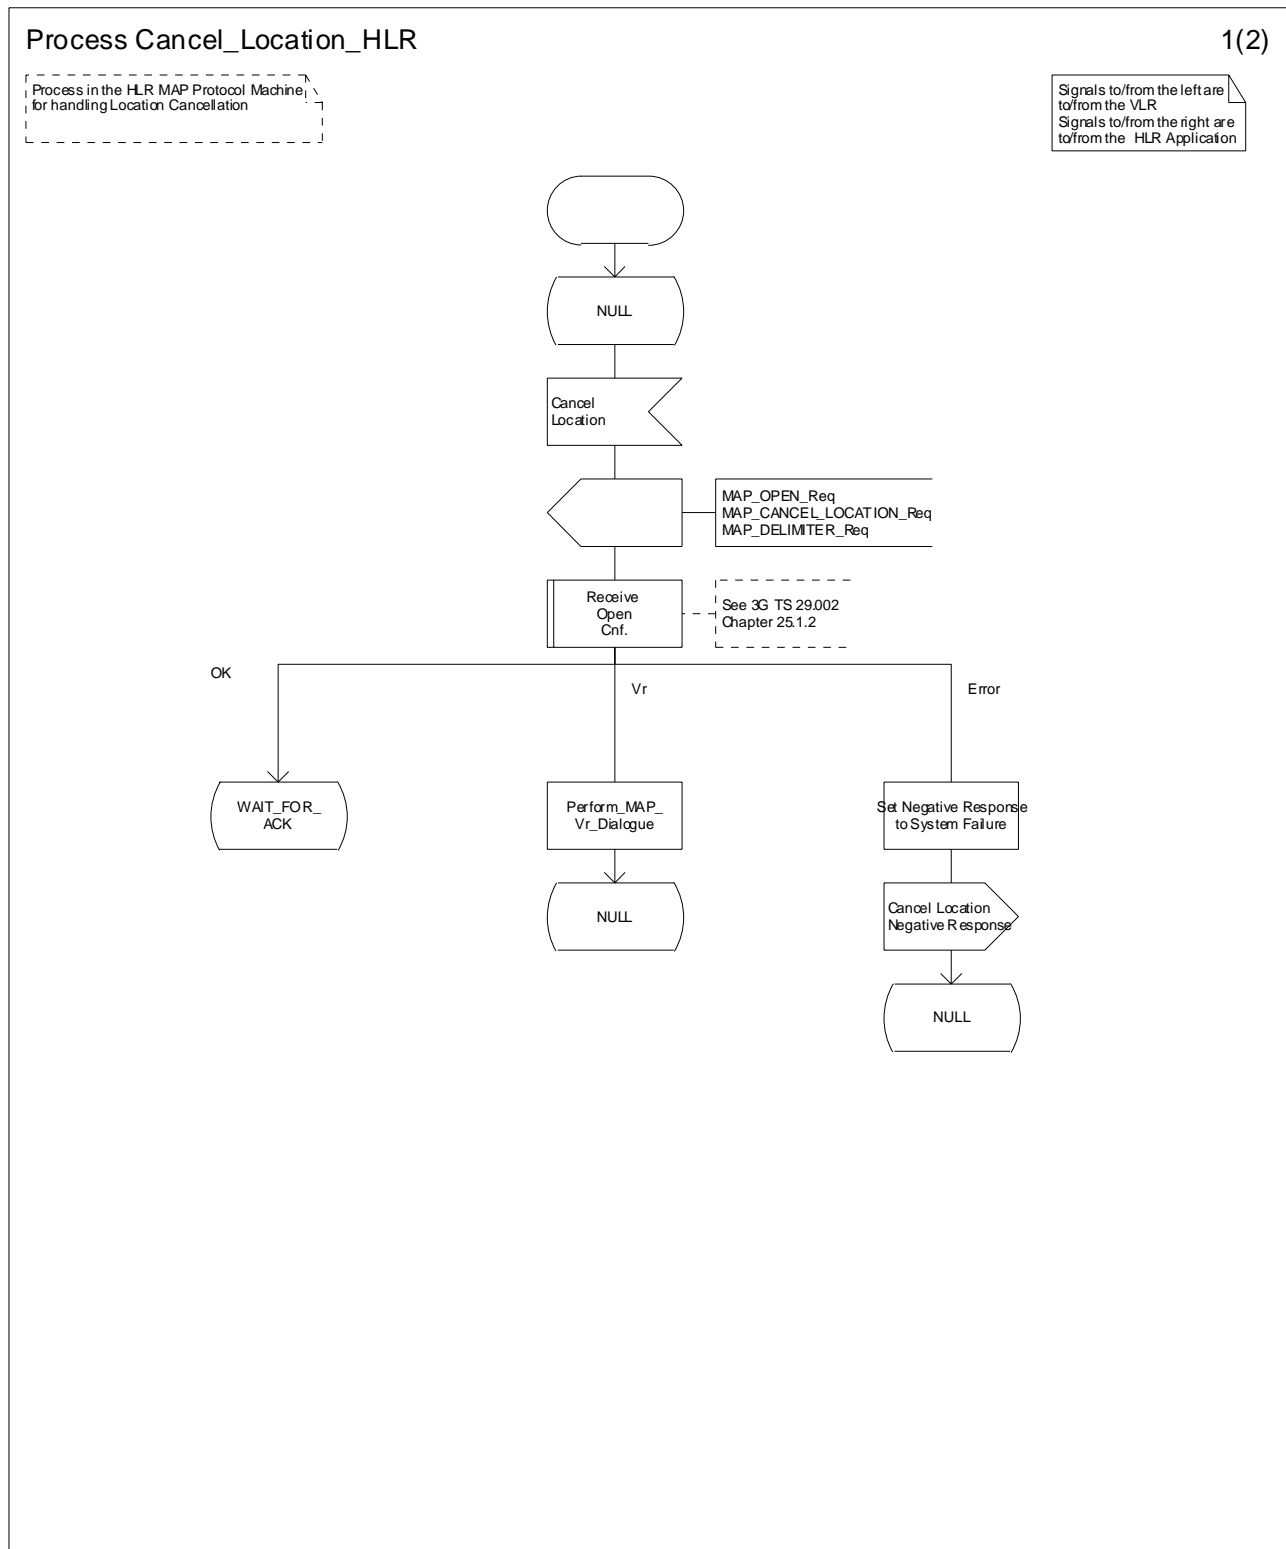 Process Cancel_Location_HLR
1(2)
Process in the HLR MAP Protocol Machine
for handling Location Cancellation
Signals to/from the left are
to/from the VLR
Signals to/from the right are
to/from the HLR Application
NULL
Cancel
Location
MAP_OPEN_Req
MAP_CANCEL_LOCATION_Req
MAP_DELIMITER_Req
Receive
Open
Cnf.
See 3G TS 29.002
Chapter 25.1.2
OK
Vr
Error
WAIT_FOR_
ACK
Perform_MAP_
Vr_Dialogue
Set Negative Response
to System Failure
NULL
Cancel Location
Negative Response
NULL